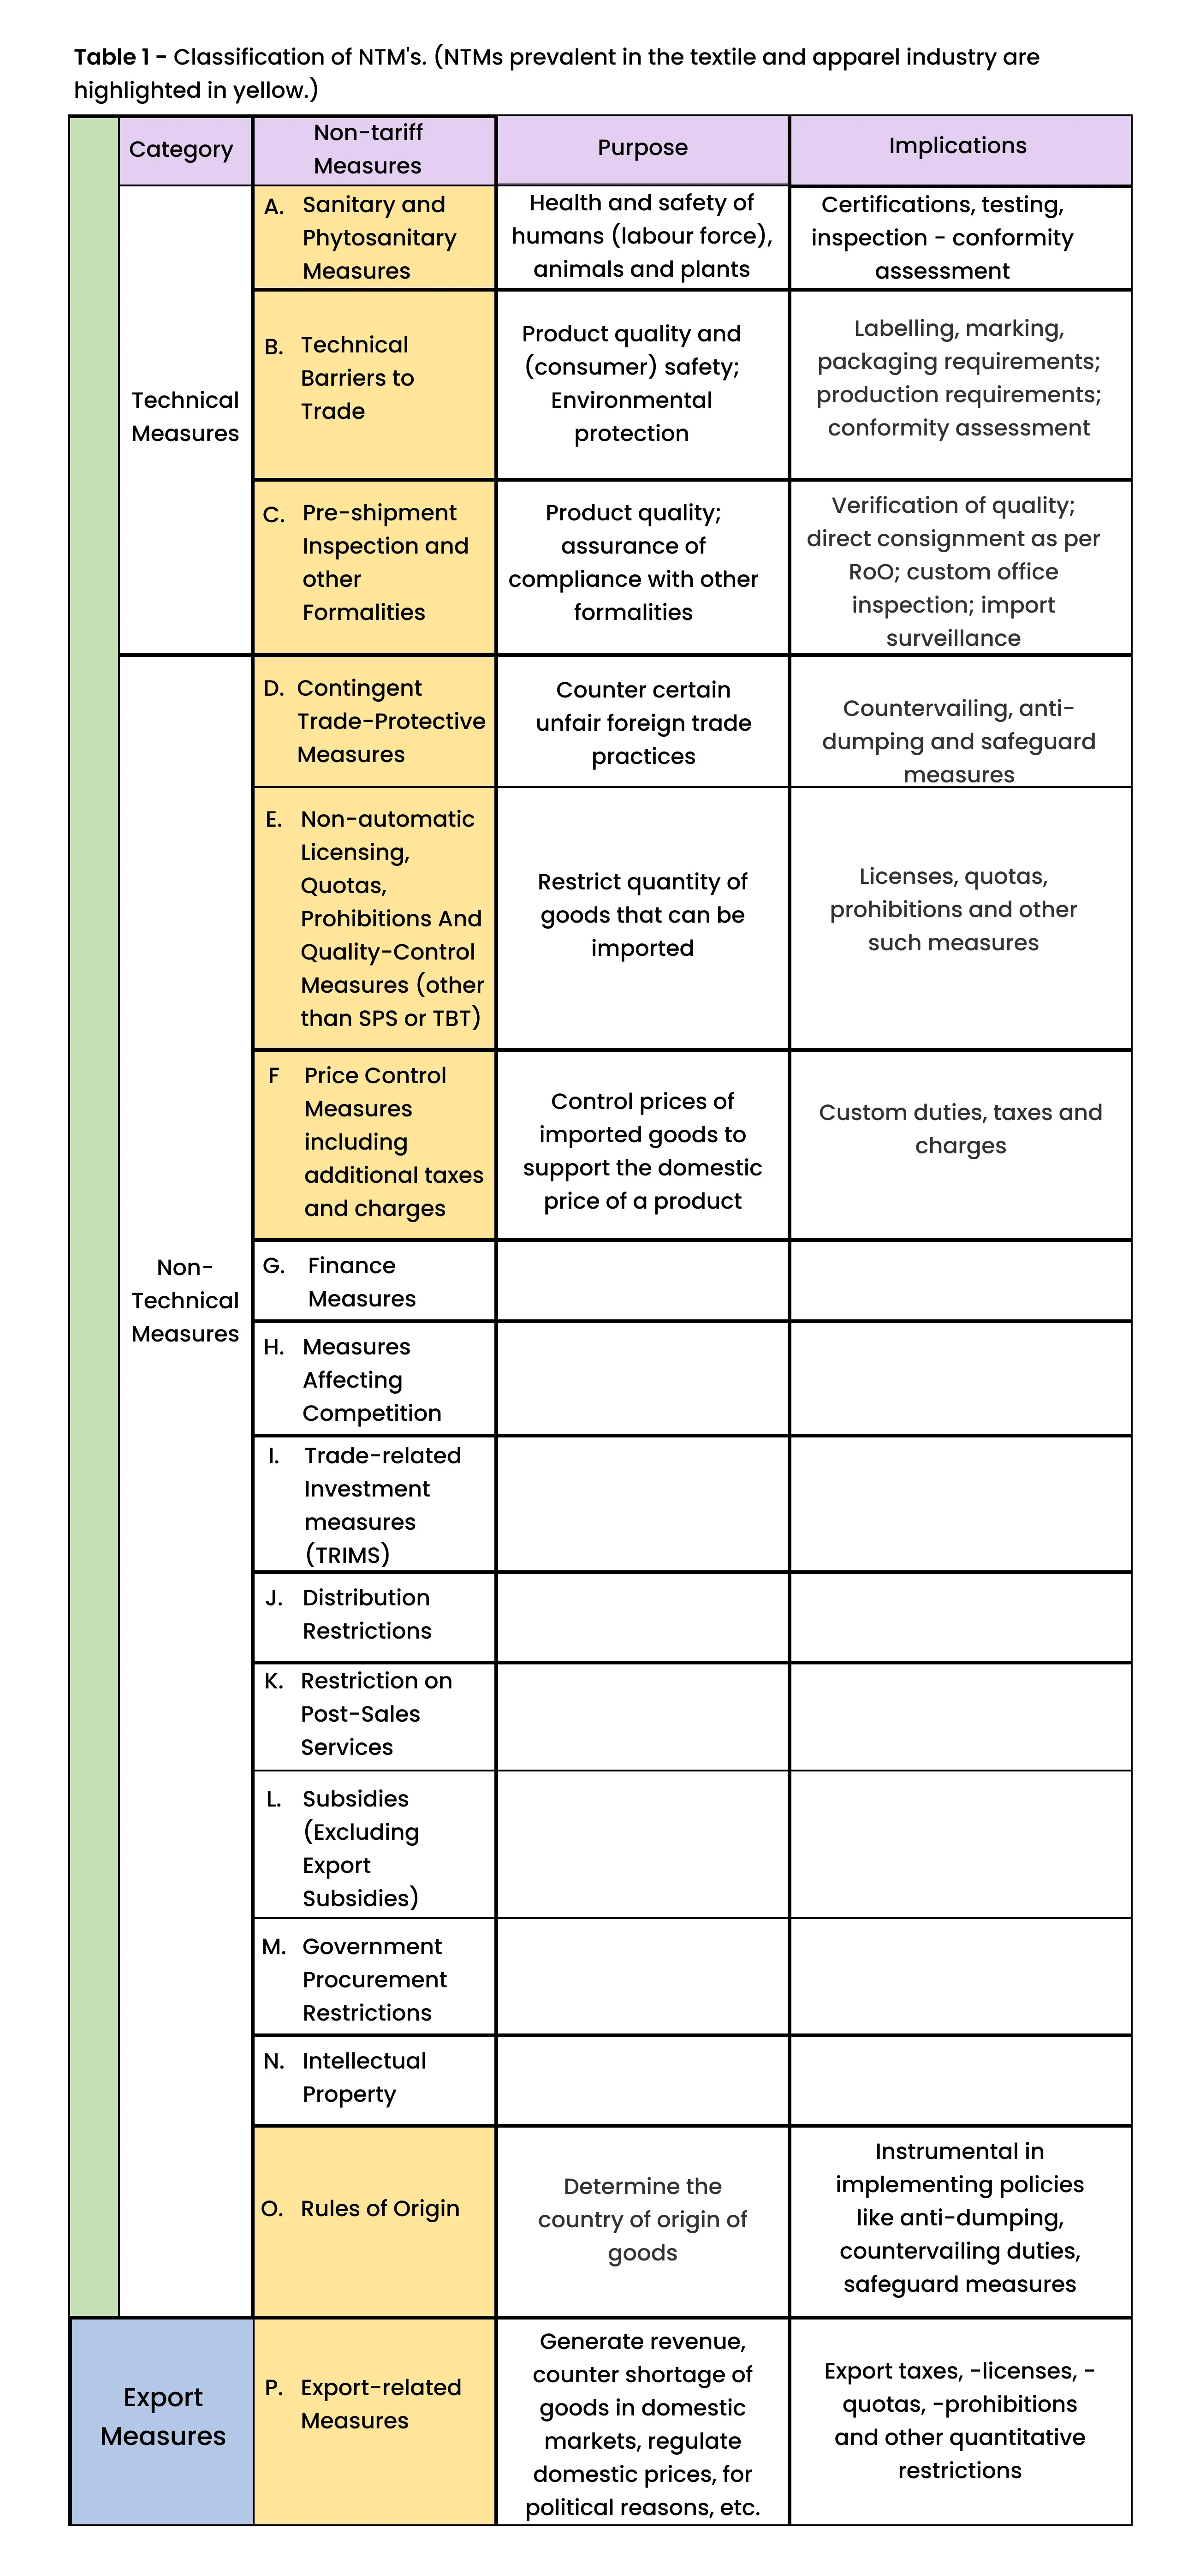 Table 1 - Classification of NTM's. (NTMs prevalent in the textile and apparel industry are
highlighted in yellow.)
Category
Non-tariff
Measures
Purpose
Implications
Technical
Measures
A. Sanitary and
Phytosanitary
Measures
Health and safety of
humans (labour force),
animals and plants
Certifications, testing,
inspection - conformity
assessment
B. Technical
Barriers to
Trade
Product quality and
(consumer) safety;
Environmental
protection
Labelling, marking,
packaging requirements;
production requirements;
conformity assessment
C. Pre-shipment
Inspection and
other
Formalities
Product quality;
assurance of
compliance with other
formalities
Verification of quality;
direct consignment as per
RoO; custom office
inspection; import
surveillance
Non-
Technical
Measures
D. Contingent
Trade-Protective
Measures
Counter certain
unfair foreign trade
practices
Countervailing, anti-
dumping and safeguard
measures
E. Non-automatic
Licensing,
Quotas,
Prohibitions And
Quality-Control
Measures (other
than SPS or TBT)
Restrict quantity of
goods that can be
imported
Licenses, quotas,
prohibitions and other
such measures
F Price Control
Measures
including
additional taxes
and charges
Control prices of
imported goods to
support the domestic
price of a product
Custom duties, taxes and
charges
G. Finance
Measures
H. Measures
Affecting
Competition
I. Trade-related
Investment
measures
(TRIMS)
J. Distribution
Restrictions
K. Restriction on
Post-Sales
Services
L. Subsidies
(Excluding
Export
Subsidies)
M. Government
Procurement
Restrictions
N. Intellectual
Property
O. Rules of Origin
Determine the
country of origin of
goods
Instrumental in
implementing policies
like anti-dumping,
countervailing duties,
safeguard measures
Export
Measures
P. Export-related
Measures
Generate revenue,
counter shortage of
goods in domestic
markets, regulate
domestic prices, for
political reasons, etc.
Export taxes, -licenses, -
quotas, -prohibitions
and other quantitative
restrictions